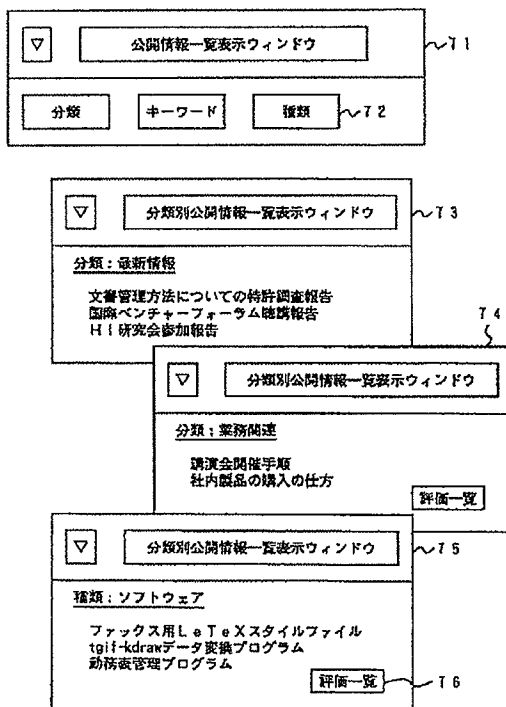 ▽ 公開情報一覧表示ウィンドウ 71
分類 キーワード 種類 72
▽ 分類別公開情報一覧表示ウィンドウ 73
分類:最新情報
文書管理方法についての特許調査報告
国際ベンチャーフォーラム聴講報告
HI研究会参加報告
74
▽ 分類別公開情報一覧表示ウィンドウ
分類:業務関連
講演会開催手順
社内製品の購入の仕方
評価一覧
▽ 分類別公開情報一覧表示ウィンドウ 75
種類:ソフトウェア
ファックス用LeTeXスタイルファイル
tgif-kdrawデータ変換プログラム
勤務表管理プログラム
評価一覧 76